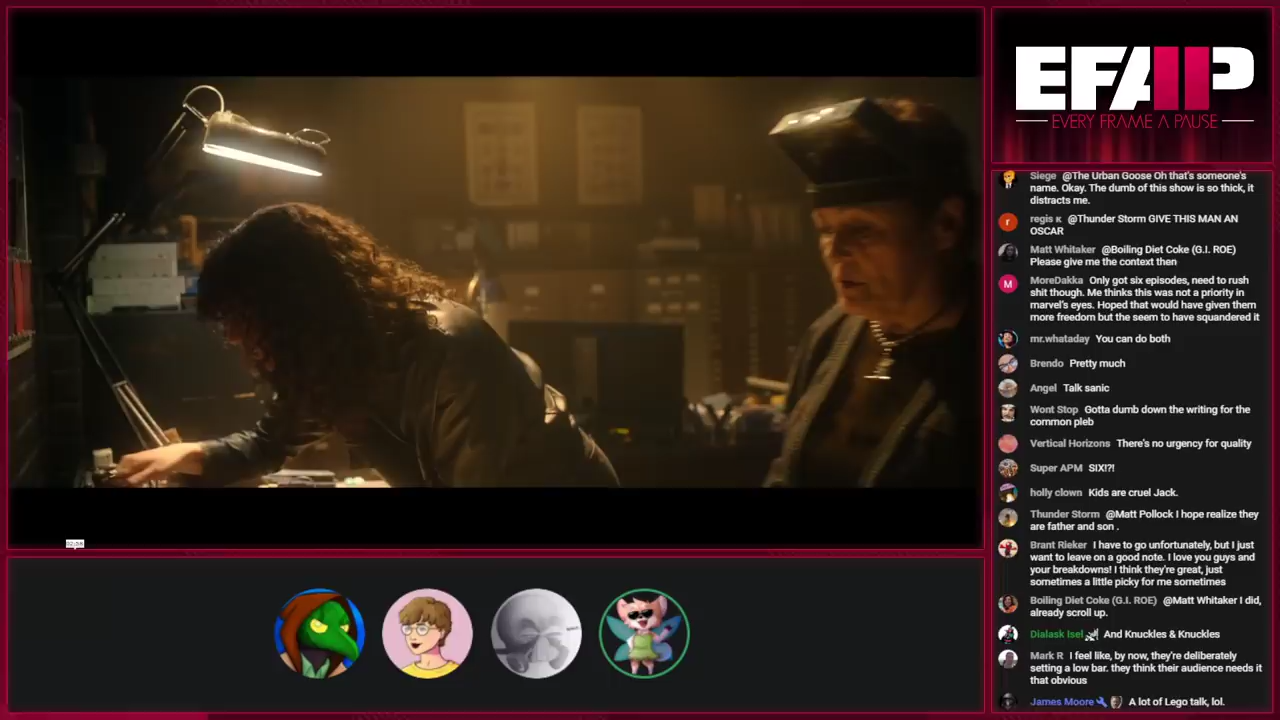 EFAP
EVERY FRAME A PAUSE
Siege @The Urban Goose Oh that's someone's
name. Okay. The dumb of this show is so thick, it
distracts me.
r regis ĸ @Thunder Storm GIVE THIS MAN AN
OSCAR
Matt Whitaker @Boiling Diet Coke (G.I. ROE)
Please give me the context then
M MoreDakka Only got six episodes, need to rush
shit though. Me thinks this was not a priority in
marvel's eyes. Hoped that would have given them
more freedom but the seem to have squandered it
mr.whataday You can do both
Brendo Pretty much
Angel Talk sanic
Wont Stop Gotta dumb down the writing for the
common pleb
Vertical Horizons There's no urgency for quality
Super APM SIX!?!
holly clown Kids are cruel Jack.
Thunder Storm @Matt Pollock I hope realize they
are father and son .
Brant Rieker I have to go unfortunately, but I just
want to leave on a good note. I love you guys and
your breakdowns! I think they're great, just
sometimes a little picky for me sometimes
Boiling Diet Coke (G.I. ROE) @Matt Whitaker I did,
already scroll up.
Dialask Isel And Knuckles & Knuckles
Mark R I feel like, by now, they're deliberately
setting a low bar. they think their audience needs it
that obvious
James Moore A lot of Lego talk, lol.